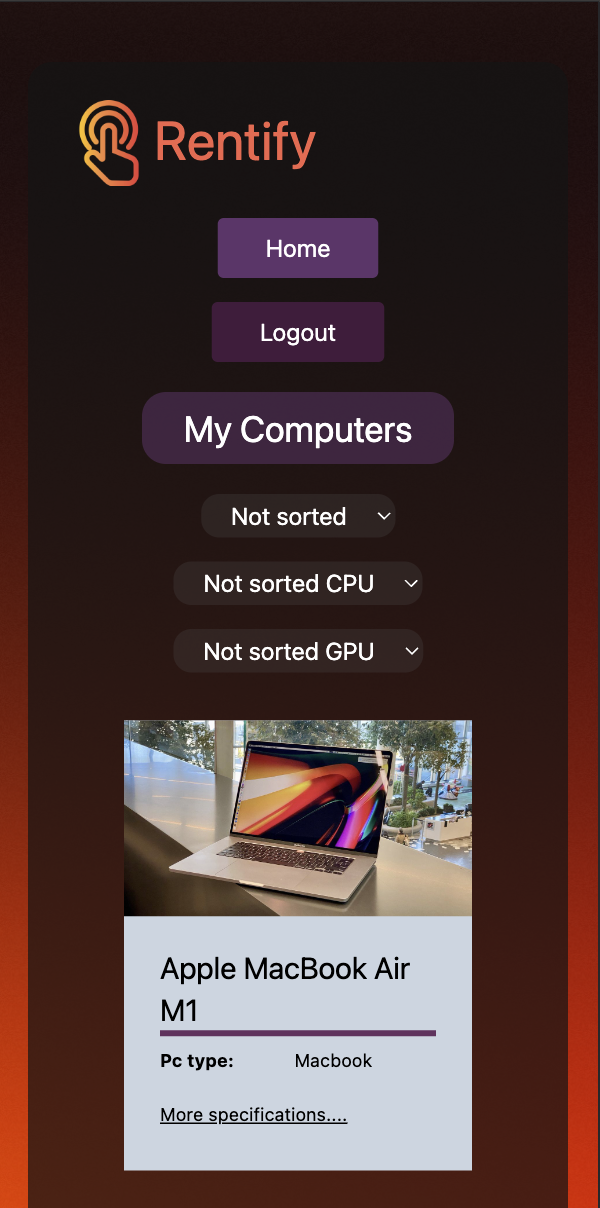 Rentify
Home
Logout
My Computers
Not sorted
Not sorted CPU
Not sorted GPU
Apple MacBook Air
M1
Pc type: Macbook
More specifications....